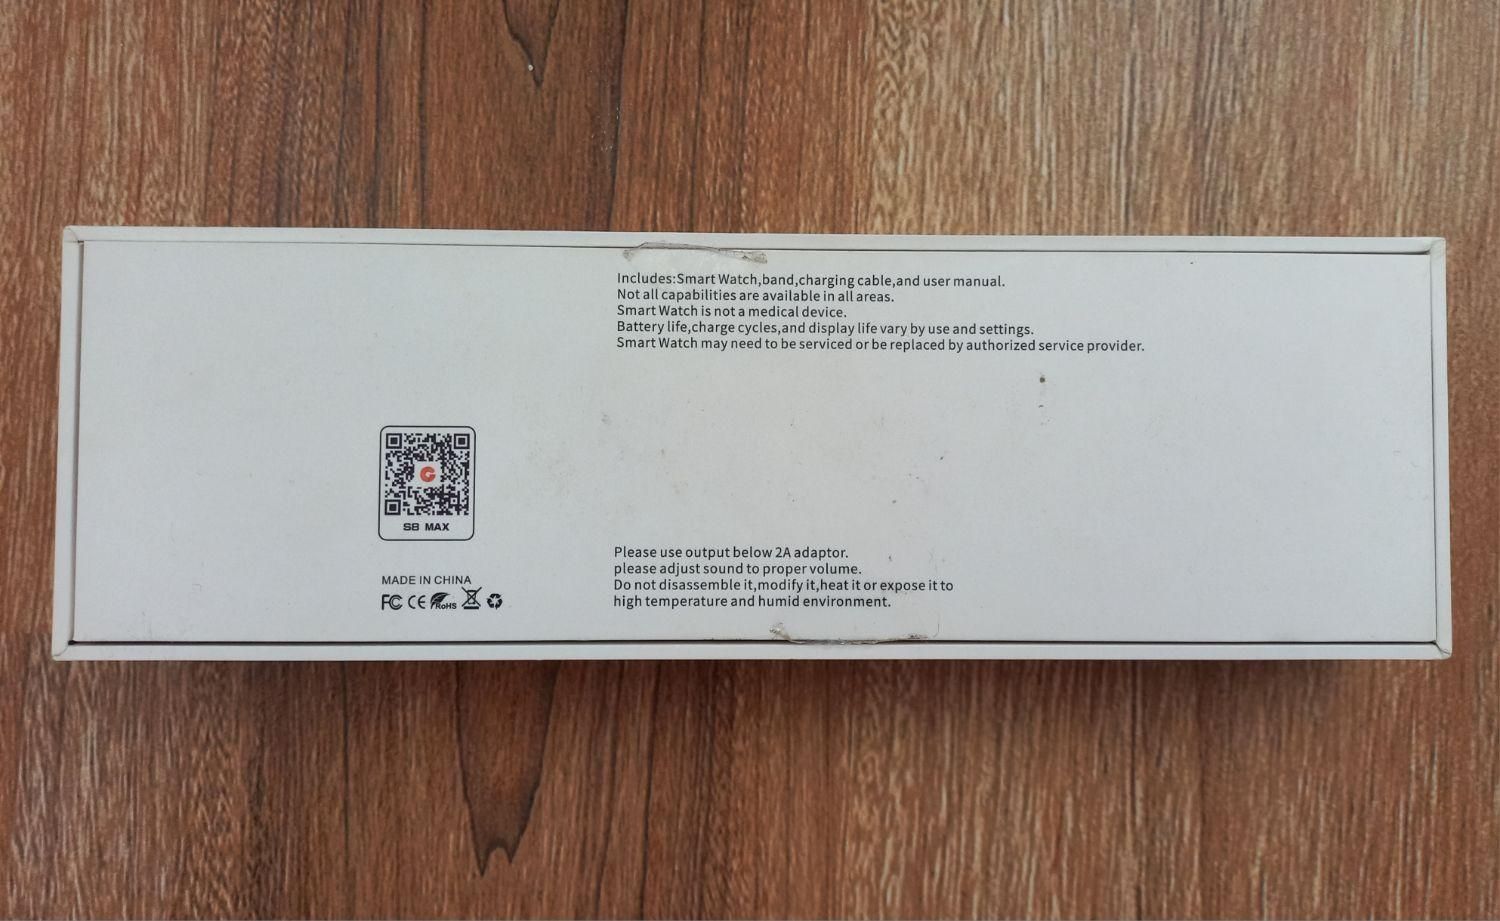 Includes:Smart Watch,band,charging cable,and user manual.
Not all capabilities are available in all areas.
Smart Watch is not a medical device.
Battery life,charge cycles,and display life vary by use and settings.
Smart Watch may need to be serviced or be replaced by authorized service provider.
S8 MAX
MADE IN CHINA
FC CE RoHS
Please use output below 2A adaptor.
please adjust sound to proper volume.
Do not disassemble it,modify it,heat it or expose it to
high temperature and humid environment.